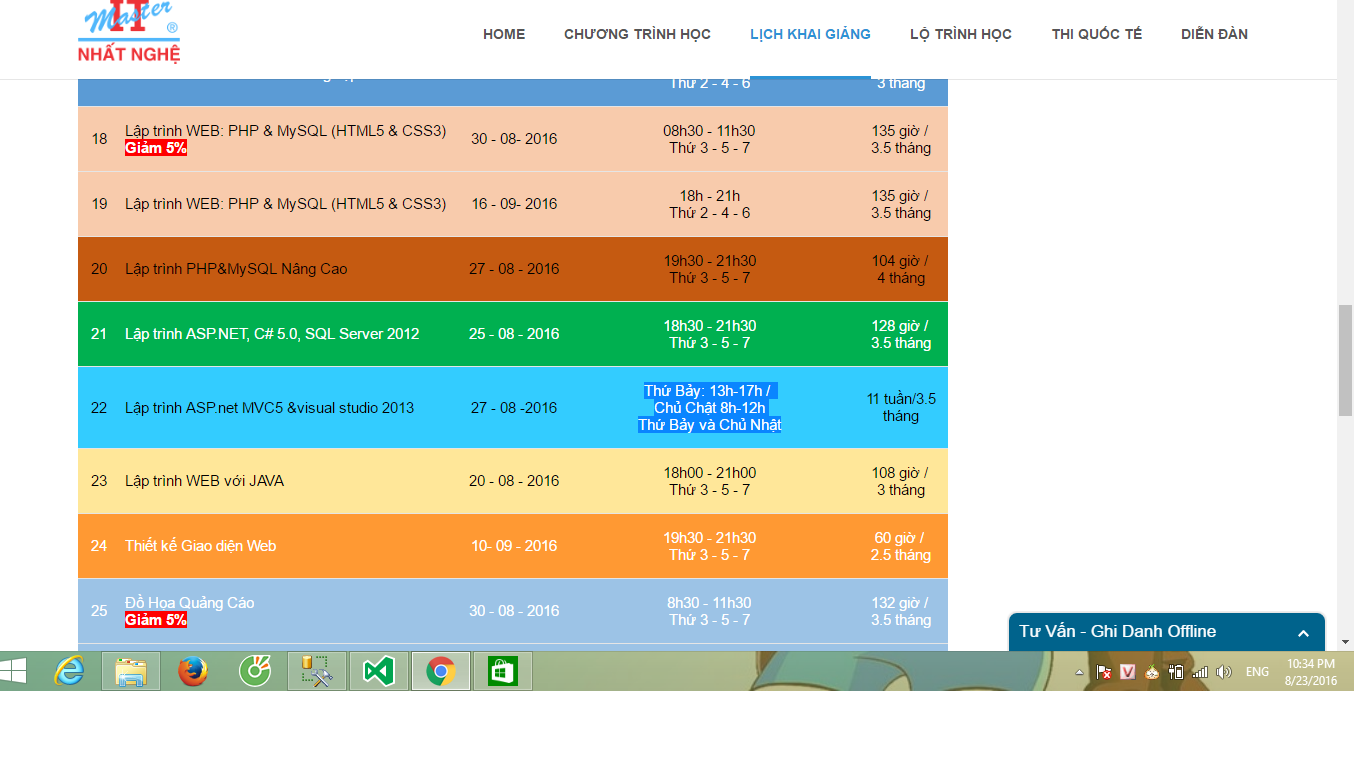 IT
Master
®
NHẤT NGHỆ
HOME
CHƯƠNG TRÌNH HỌC
LỊCH KHAI GIẢNG
LỘ TRÌNH HỌC
THI QUỐC TẾ
DIỄN ĐÀN
Thứ 2 - 4 - 6
3 tháng
18
Lập trình WEB: PHP & MySQL (HTML5 & CSS3)
Giảm 5%
30 - 08- 2016
08h30 - 11h30
Thứ 3 - 5 - 7
135 giờ /
3.5 tháng
19
Lập trình WEB: PHP & MySQL (HTML5 & CSS3)
16 - 09- 2016
18h - 21h
Thứ 2 - 4 - 6
135 giờ /
3.5 tháng
20
Lập trình PHP&MySQL Nâng Cao
27 - 08 - 2016
19h30 - 21h30
Thứ 3 - 5 - 7
104 giờ /
4 tháng
21
Lập trình ASP.NET, C# 5.0, SQL Server 2012
25 - 08 - 2016
18h30 - 21h30
Thứ 3 - 5 - 7
128 giờ /
3.5 tháng
22
Lập trình ASP.net MVC5 &visual studio 2013
27 - 08 -2016
Thứ Bảy: 13h-17h /
Chủ Chật 8h-12h
Thứ Bảy và Chủ Nhật
11 tuần/3.5
tháng
23
Lập trình WEB với JAVA
20 - 08 - 2016
18h00 - 21h00
Thứ 3 - 5 - 7
108 giờ /
3 tháng
24
Thiết kế Giao diện Web
10- 09 - 2016
19h30 - 21h30
Thứ 3 - 5 - 7
60 giờ /
2.5 tháng
25
Đồ Họa Quảng Cáo
Giảm 5%
30 - 08 - 2016
8h30 - 11h30
Thứ 3 - 5 - 7
132 giờ /
3.5 tháng
Tư Vấn - Ghi Danh Offline
V
ENG
10:34 PM
8/23/2016